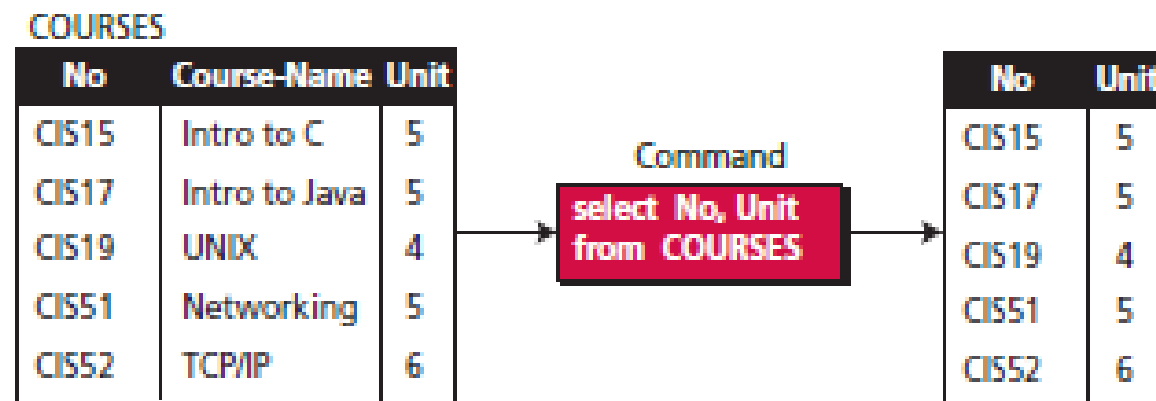 COURSES
No Course-Name Unit
CIS15 Intro to C 5
CIS17 Intro to Java 5
CIS19 UNIX 4
CIS51 Networking 5
CIS52 TCP/IP 6
Command
select No, Unit
from COURSES
No Unit
CIS15 5
CIS17 5
CIS19 4
CIS51 5
CIS52 6